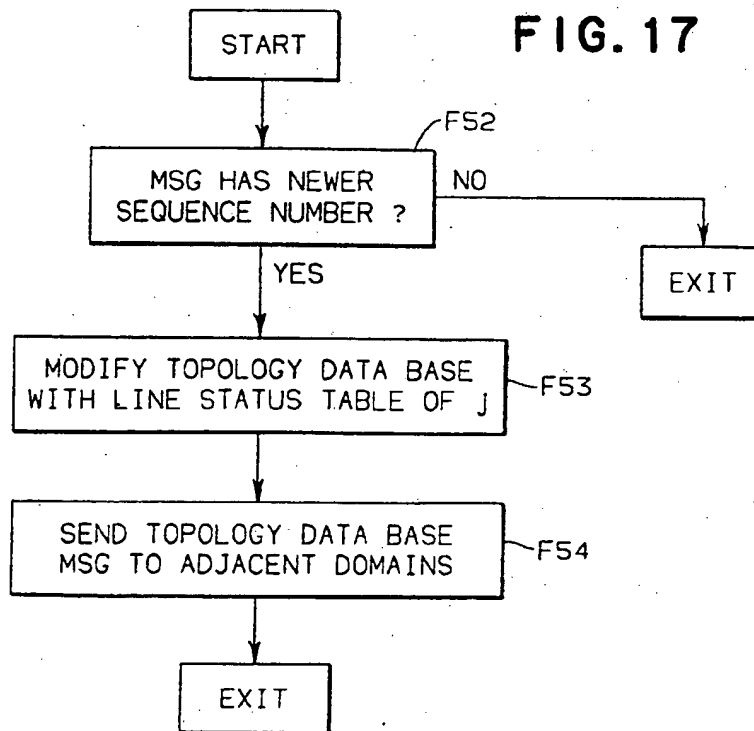 START
FIG. 17
F52
MSG HAS NEWER
SEQUENCE NUMBER ?
NO
YES
EXIT
MODIFY TOPOLOGY DATA BASE
WITH LINE STATUS TABLE OF j
F53
SEND TOPOLOGY DATA BASE
MSG TO ADJACENT DOMAINS
F54
EXIT